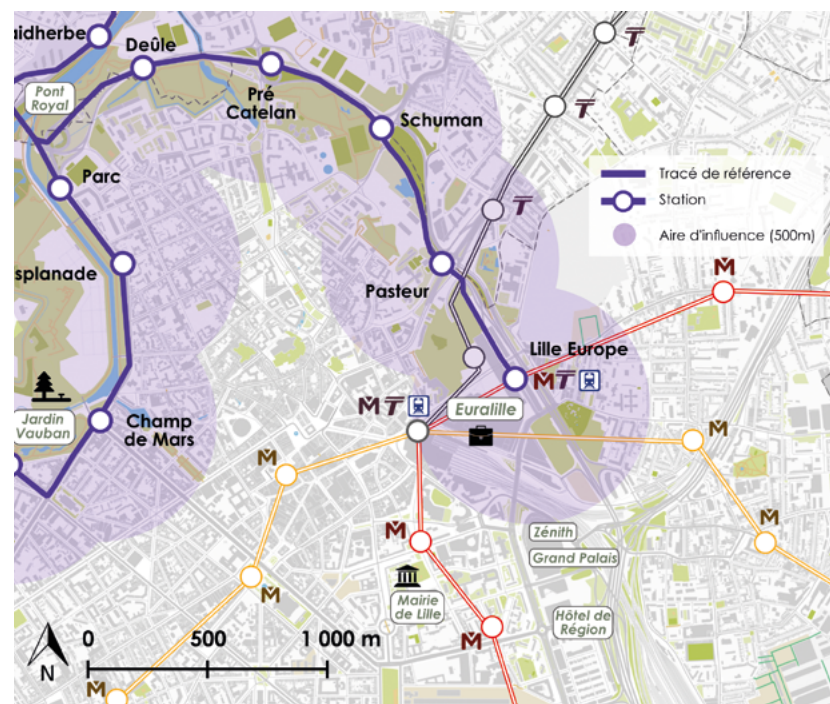 aidherbe
Deûle
Pont
Royal
Pré
Catelan
Schuman
T
T
Parc
T
Tracé de référence
Station
Aire d'influence (500m)
splanade
Pasteur
M
Lille Europe
M T
M T
Euralille
Jardin
Vauban
Champ
de Mars
M
M
M
M
M
Zénith
Grand Palais
Mairie
de Lille
Hôtel de
Région
M
M
N
0 500 1 000 m